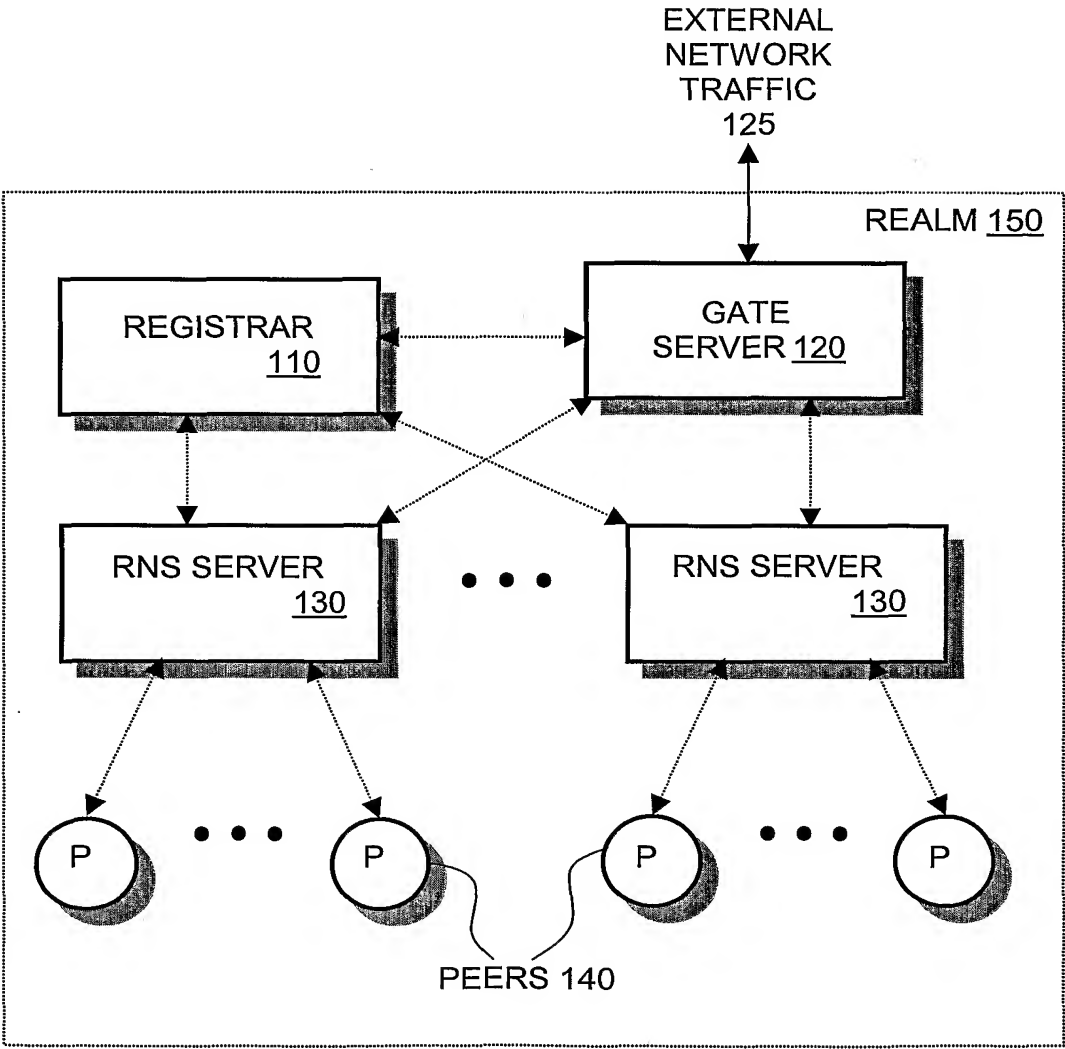 EXTERNAL
NETWORK
TRAFFIC
125
REALM 150
REGISTRAR
110
GATE
SERVER 120
RNS SERVER
130
RNS SERVER
130
P
P
P
P
PEERS 140